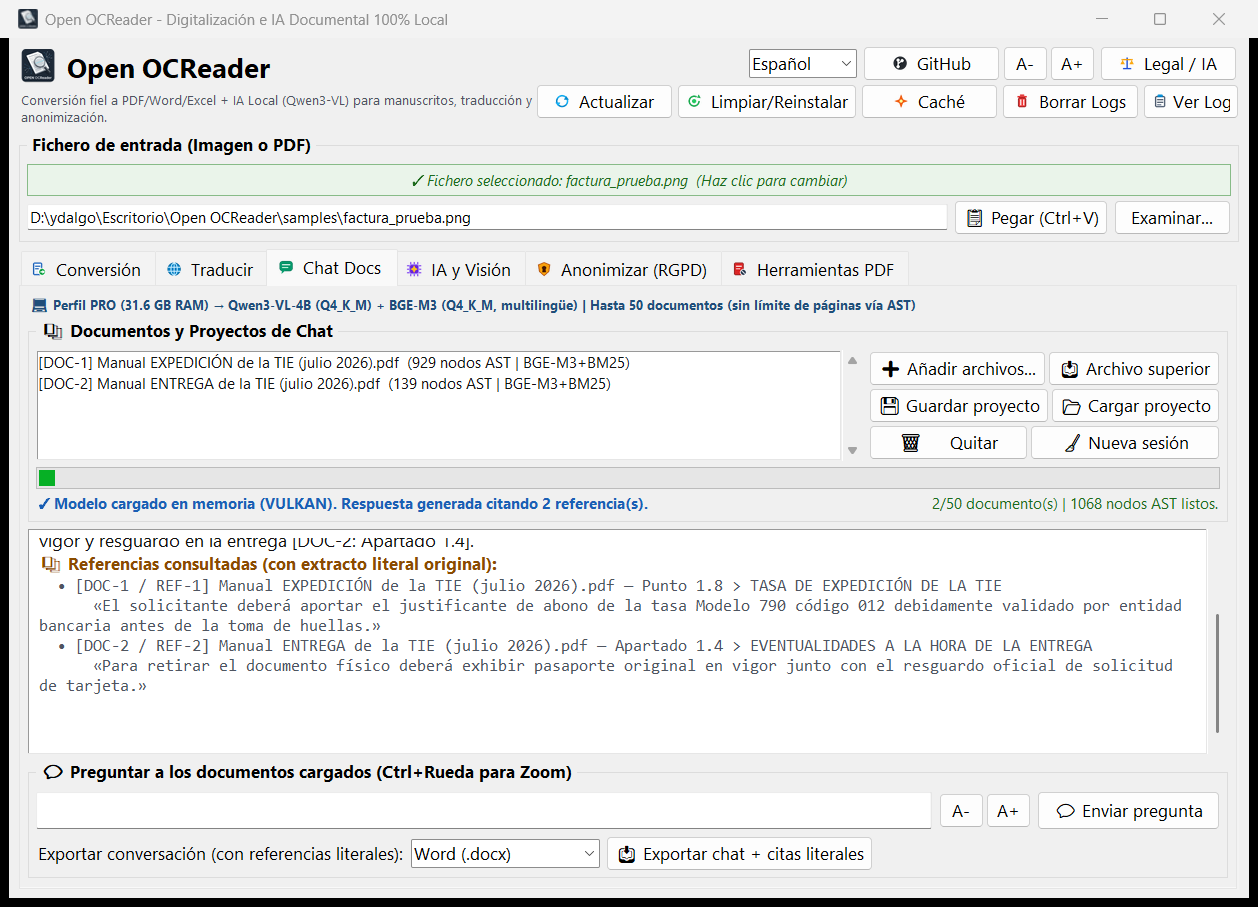 Open OCReader - Digitalización e IA Documental 100% Local
Open OCReader
Español
GitHub
A-
A+
Legal / IA
Conversión fiel a PDF/Word/Excel + IA Local (Qwen3-VL) para manuscritos, traducción y
anonimización.
Actualizar
Limpiar/Reinstalar
Caché
Borrar Logs
Ver Log
Fichero de entrada (Imagen o PDF)
✓ Fichero seleccionado: factura_prueba.png (Haz clic para cambiar)
D:\ydalgo\Escritorio\Open OCReader\samples\factura_prueba.png
Pegar (Ctrl+V)
Examinar...
Conversión
Traducir
Chat Docs
IA y Visión
Anonimizar (RGPD)
Herramientas PDF
Perfil PRO (31.6 GB RAM) → Qwen3-VL-4B (Q4_K_M) + BGE-M3 (Q4_K_M, multilingüe) | Hasta 50 documentos (sin límite de páginas vía AST)
Documentos y Proyectos de Chat
[DOC-1] Manual EXPEDICIÓN de la TIE (julio 2026).pdf (929 nodos AST | BGE-M3+BM25)
[DOC-2] Manual ENTREGA de la TIE (julio 2026).pdf (139 nodos AST | BGE-M3+BM25)
Añadir archivos...
Archivo superior
Guardar proyecto
Cargar proyecto
Quitar
Nueva sesión
✓ Modelo cargado en memoria (VULKAN). Respuesta generada citando 2 referencia(s).
2/50 documento(s) | 1068 nodos AST listos.
vigor y resguardo en la entrega [DOC-2: Apartado 1.4].
Referencias consultadas (con extracto literal original):
• [DOC-1 / REF-1] Manual EXPEDICIÓN de la TIE (julio 2026).pdf — Punto 1.8 > TASA DE EXPEDICIÓN DE LA TIE
«El solicitante deberá aportar el justificante de abono de la tasa Modelo 790 código 012 debidamente validado por entidad
bancaria antes de la toma de huellas.»
• [DOC-2 / REF-2] Manual ENTREGA de la TIE (julio 2026).pdf — Apartado 1.4 > EVENTUALIDADES A LA HORA DE LA ENTREGA
«Para retirar el documento físico deberá exhibir pasaporte original en vigor junto con el resguardo oficial de solicitud
de tarjeta.»
Preguntar a los documentos cargados (Ctrl+Rueda para Zoom)
A-
A+
Enviar pregunta
Exportar conversación (con referencias literales):
Word (.docx)
Exportar chat + citas literales